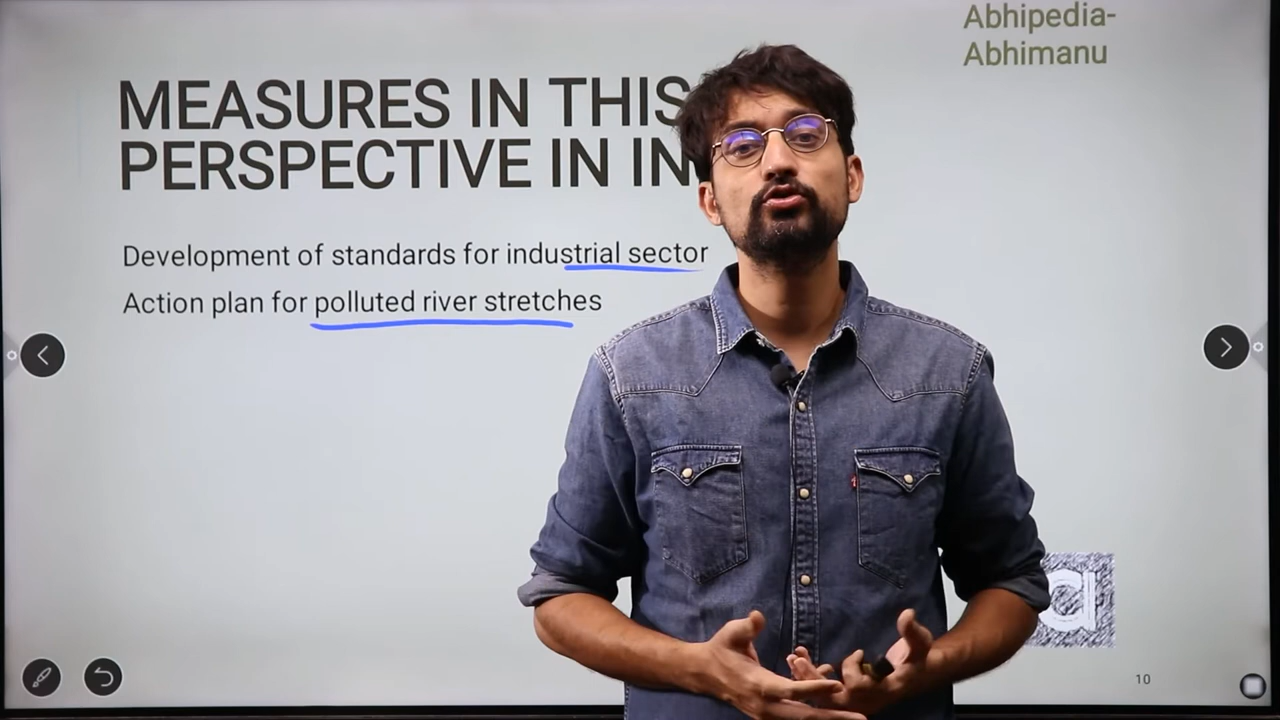 Abhipedia-
Abhimanu
MEASURES IN THIS
PERSPECTIVE IN IN
Development of standards for industrial sector
Action plan for polluted river stretches
a
10